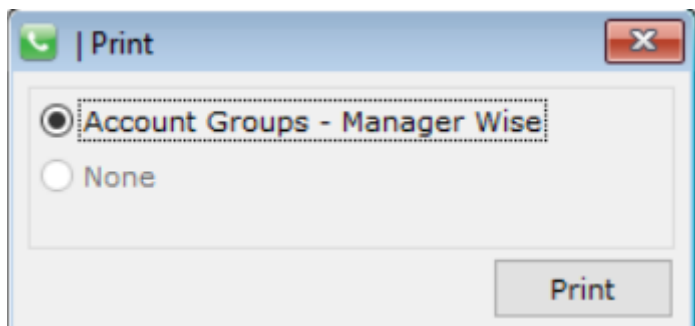 | Print
Account Groups - Manager Wise
None
Print